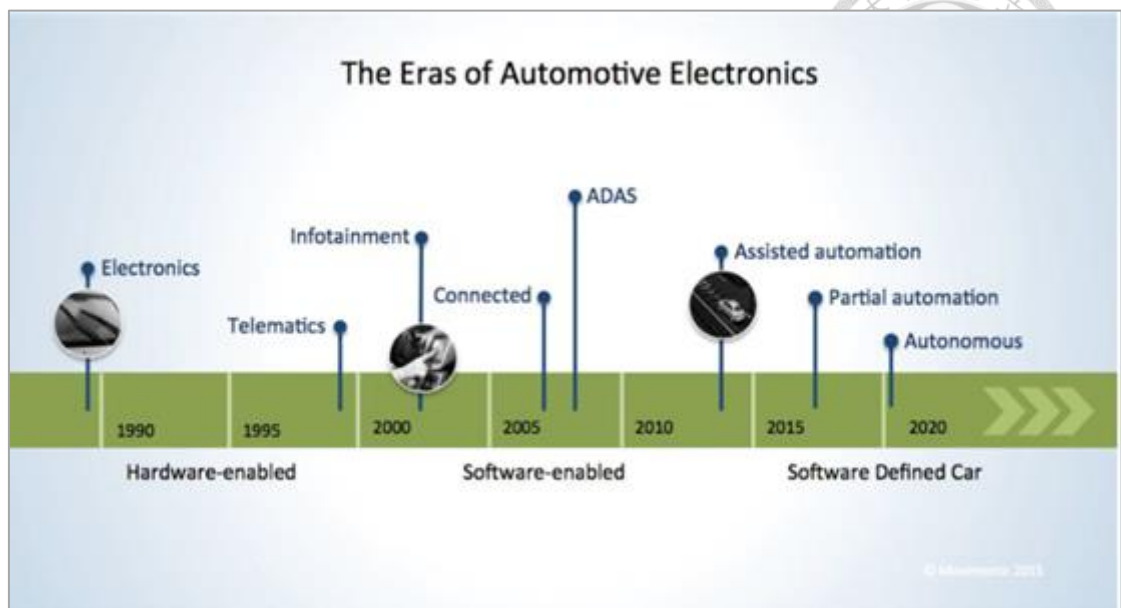 The Eras of Automotive Electronics
ADAS
Infotainment
Assisted automation
Electronics
Connected
Partial automation
Telematics
Autonomous
1990
1995
2000
2005
2010
2015
2020
Hardware-enabled
Software-enabled
Software Defined Car